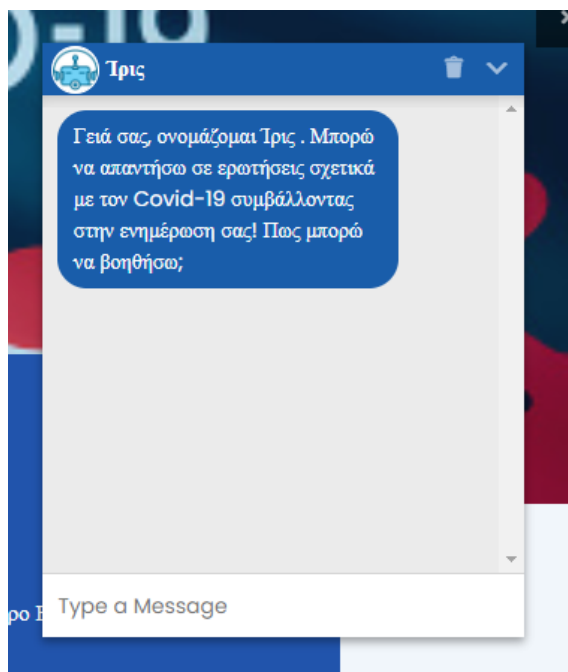 Ίρις
Γειά σας, ονομάζομαι Ίρις . Μπορώ
να απαντήσω σε ερωτήσεις σχετικά
με τον Covid-19 συμβάλλοντας
στην ενημέρωση σας! Πως μπορώ
να βοηθήσω;
Type a Message